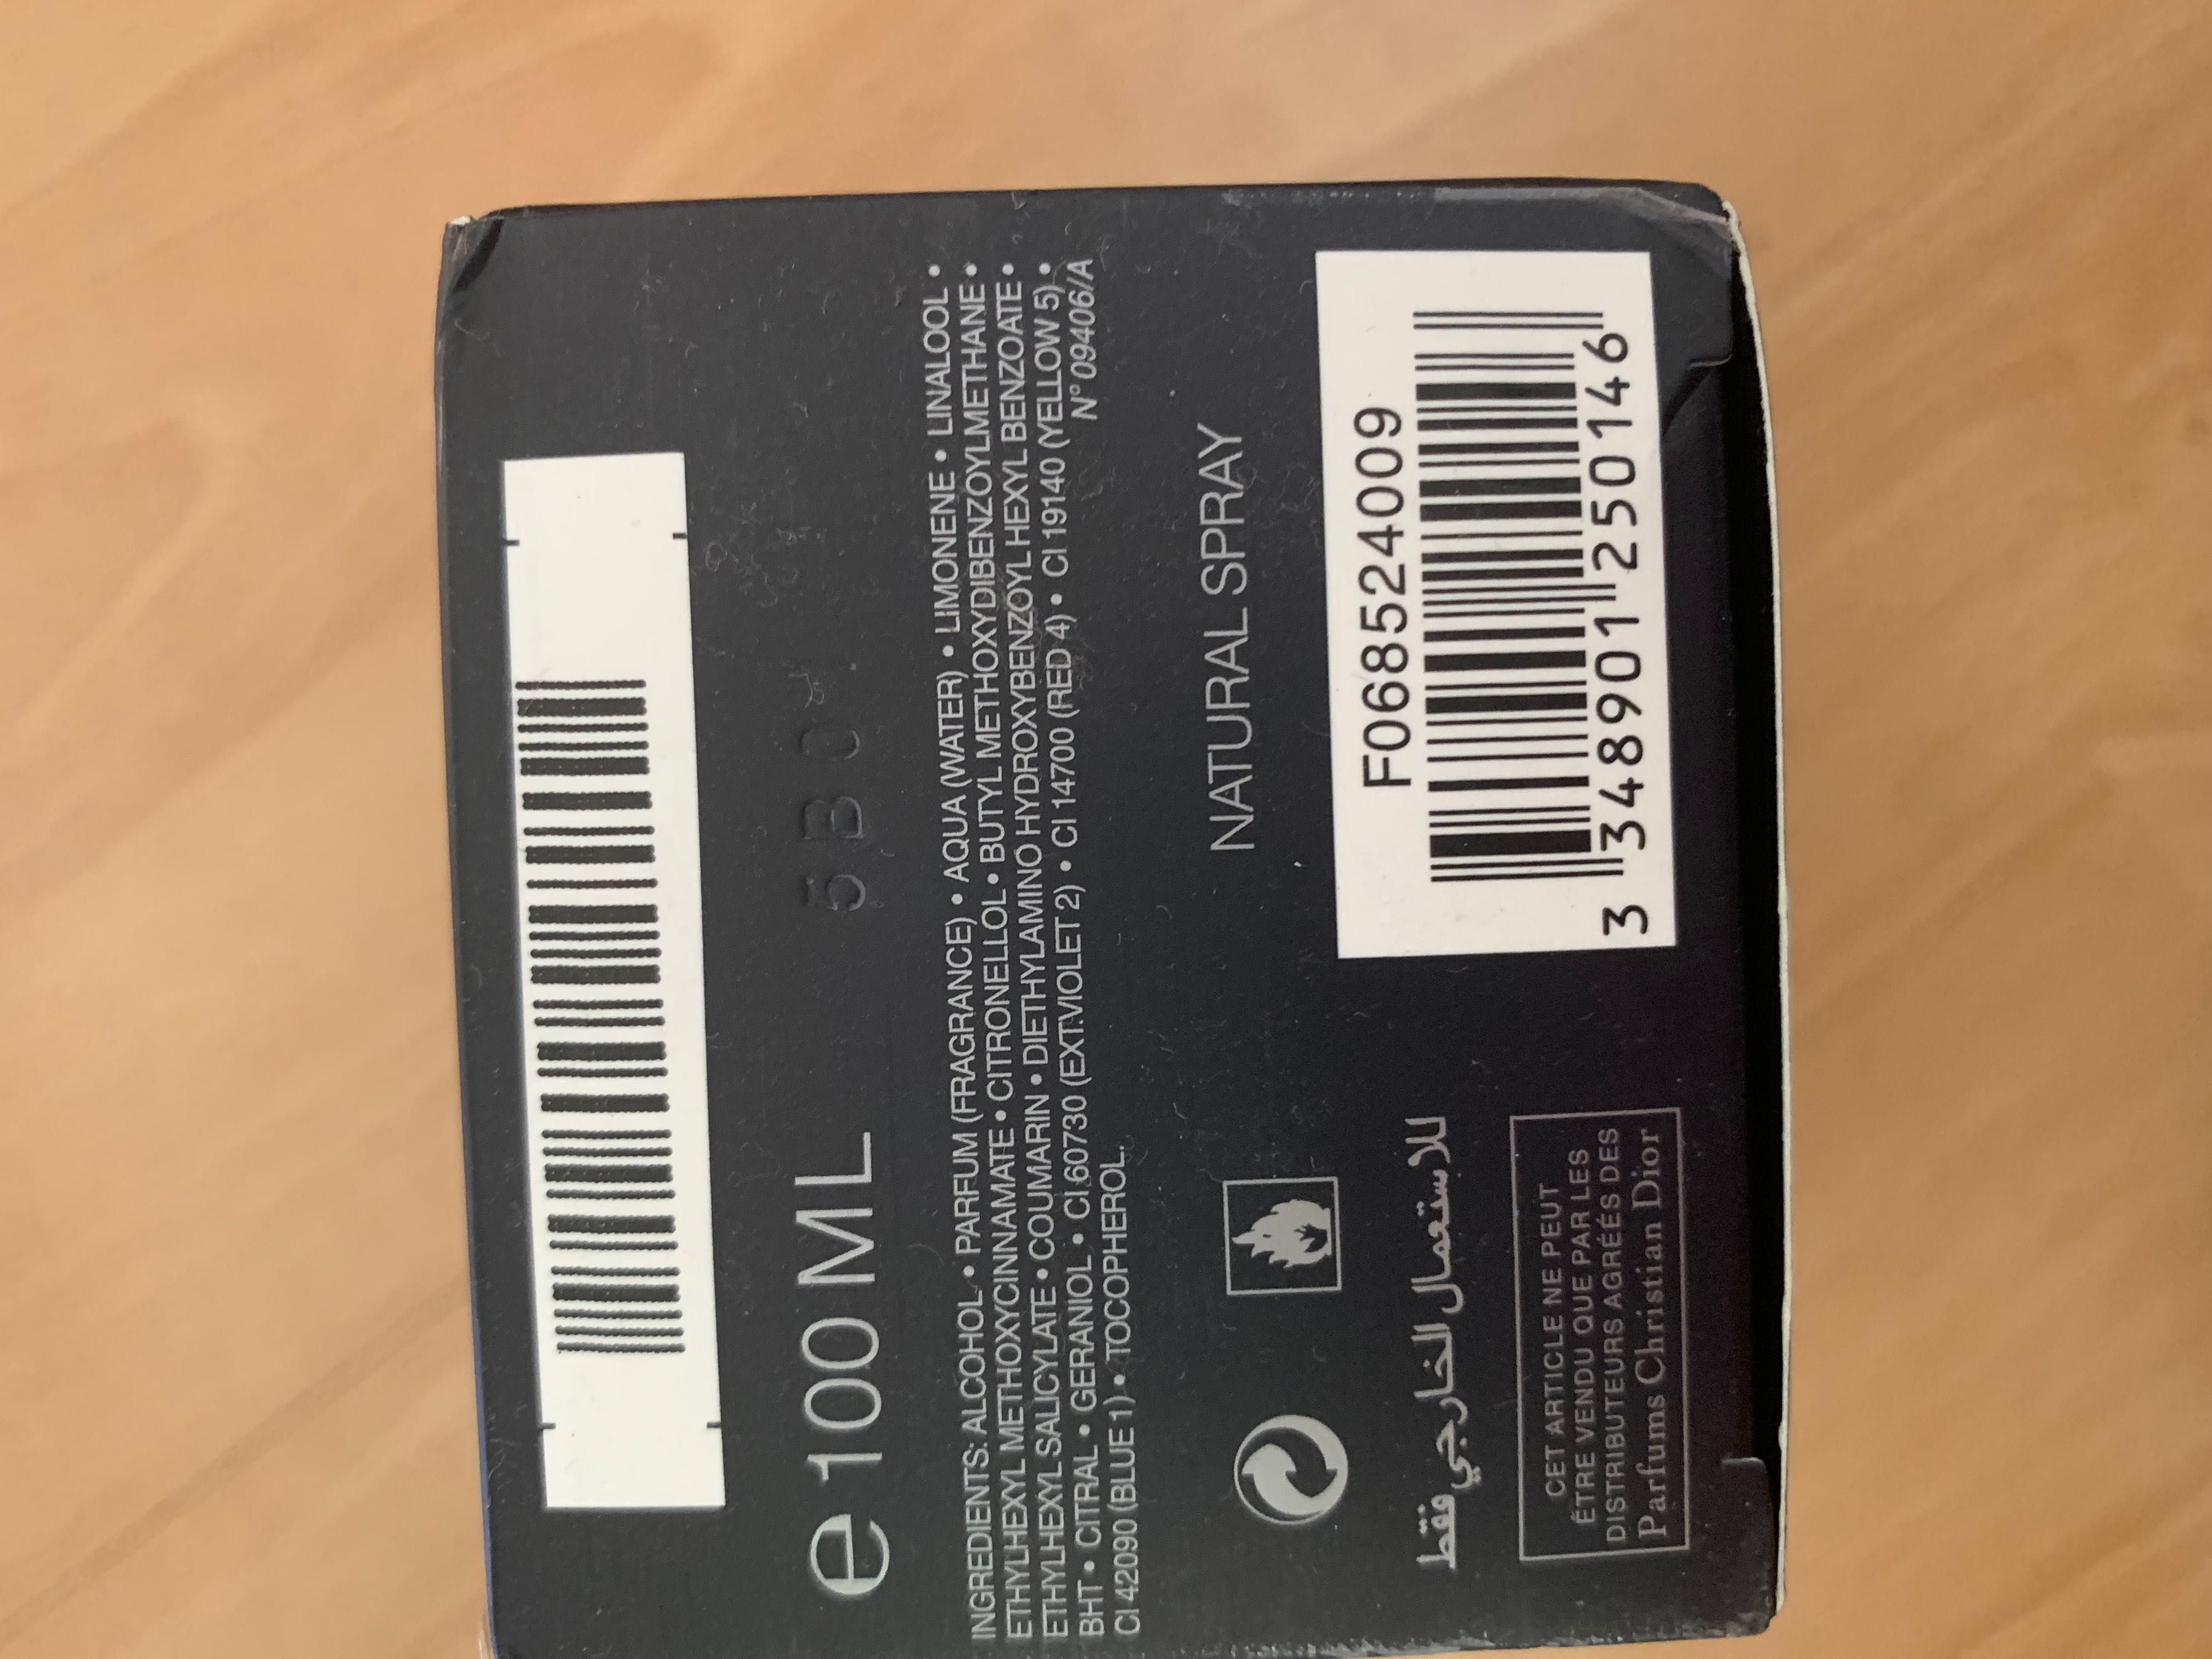 e 100 ML
5B0
INGREDIENTS: ALCOHOL • PARFUM (FRAGRANCE) • AQUA (WATER) • LIMONENE • LINALOOL •
ETHYLHEXYL METHOXYCINNAMATE • CITRONELLOL • BUTYL METHOXYDIBENZOYLMETHANE •
ETHYLHEXYL SALICYLATE • COUMARIN • DIETHYLAMINO HYDROXYBENZOYL HEXYL BENZOATE •
BHT • CITRAL • GERANIOL • CI 60730 (EXT.VIOLET 2) • CI 14700 (RED 4) • CI 19140 (YELLOW 5) •
CI 42090 (BLUE 1) • TOCOPHEROL.
N° 09406/A
NATURAL SPRAY
للاستعمال الخارجي فقط
CET ARTICLE NE PEUT
ÊTRE VENDU QUE PAR LES
DISTRIBUTEURS AGRÉÉS DES
Parfums Christian Dior
F068524009
3 348901 250146